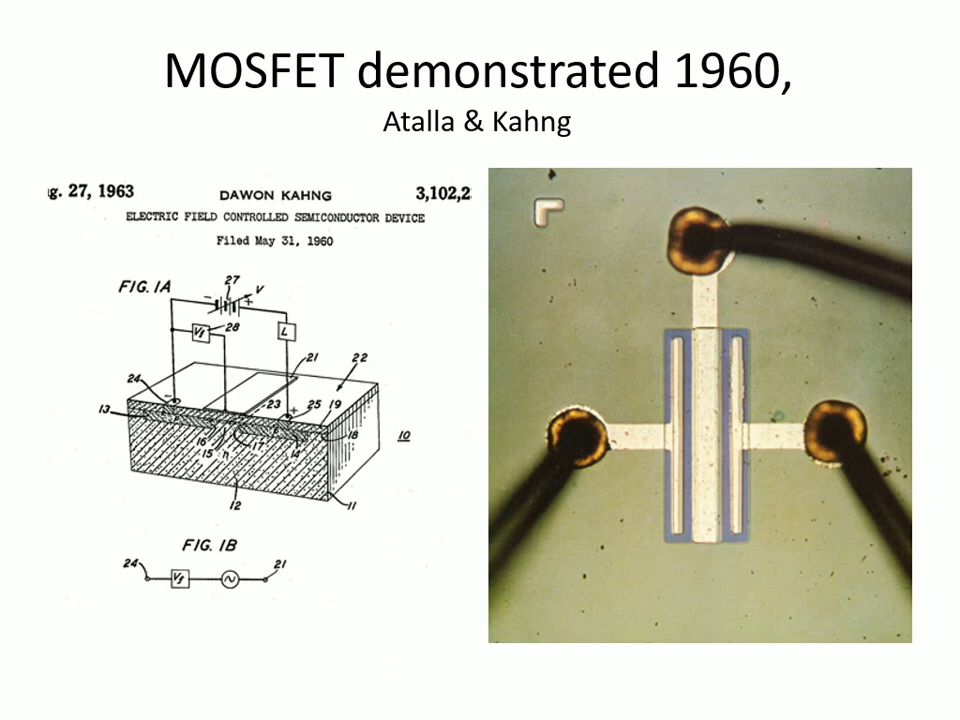 MOSFET demonstrated 1960,
Atalla & Kahng
g. 27, 1963 DAWON KAHNG 3,102,2
ELECTRIC FIELD CONTROLLED SEMICONDUCTOR DEVICE
Filed May 31, 1960
FIG. 1A
27
- + V
Vf 28 L
21 22
24 - 23 + 25 19
13 + 18 10
16 15 n 17 14
12 11
FIG. 1B
24 Vf 21